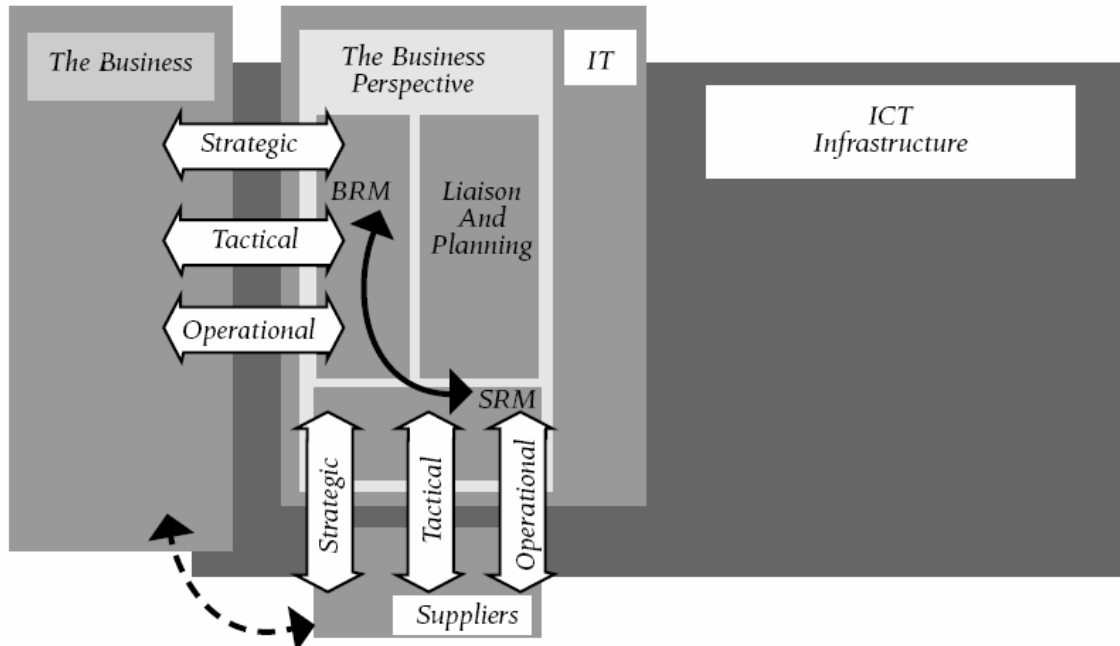 The Business
The Business
Perspective
IT
ICT
Infrastructure
Strategic
BRM
Liaison
And
Planning
Tactical
Operational
SRM
Strategic
Tactical
Operational
Suppliers